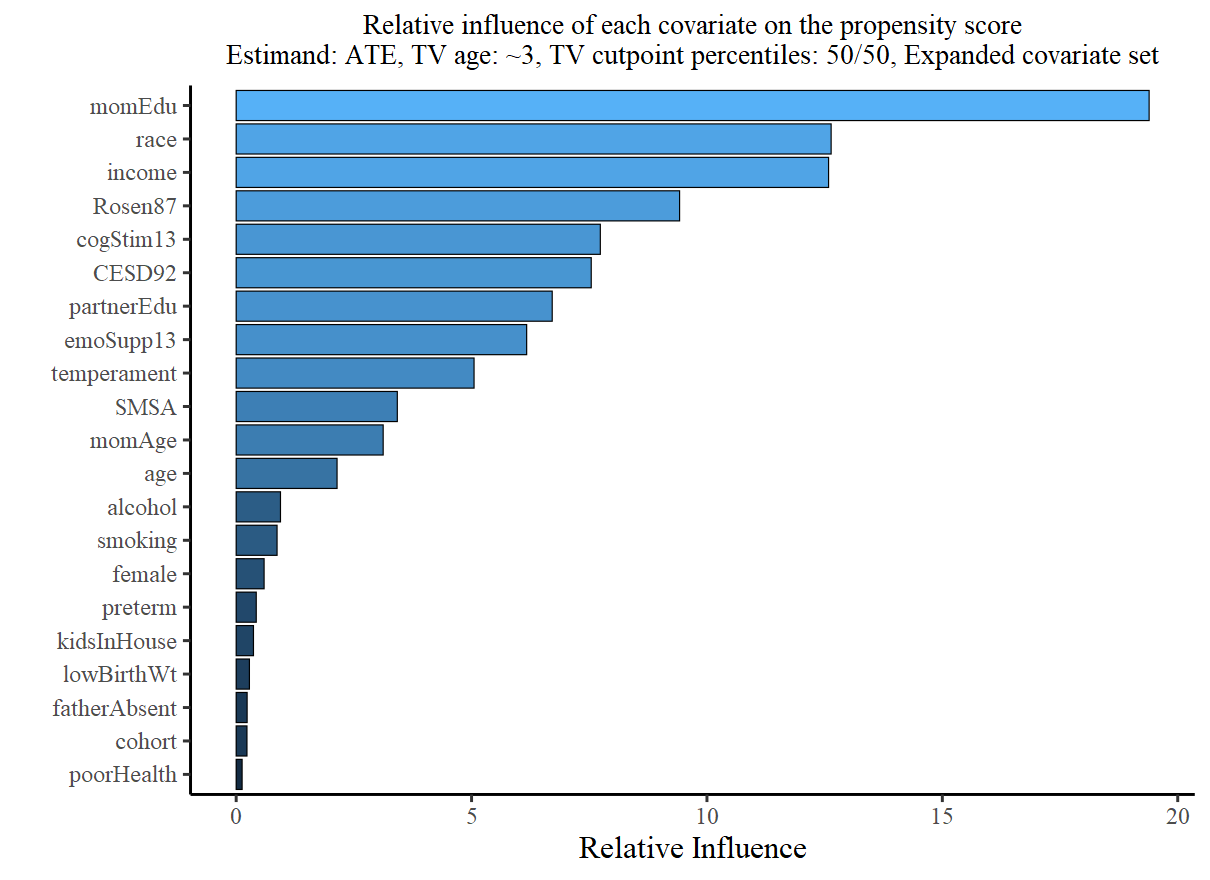 Relative influence of each covariate on the propensity score
Estimand: ATE, TV age: ~3, TV cutpoint percentiles: 50/50, Expanded covariate set
momEdu
race
income
Rosen87
cogStim13
CESD92
partnerEdu
emoSupp13
temperament
SMSA
momAge
age
alcohol
smoking
female
preterm
kidsInHouse
lowBirthWt
fatherAbsent
cohort
poorHealth
0 5 10 15 20
Relative Influence